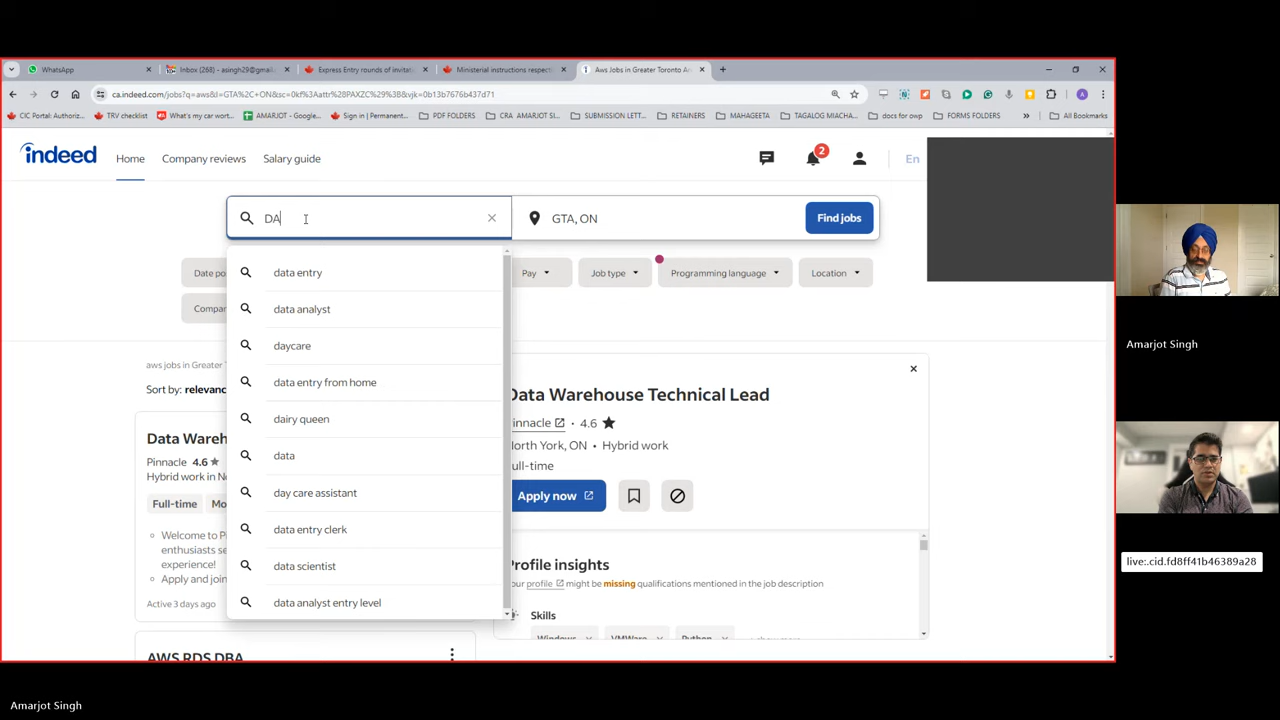 WhatsApp
Inbox (268) - asingh29@gmail
Express Entry rounds of invitat
Ministerial instructions respecti
Aws Jobs in Greater Toronto A
ca.indeed.com/jobs?q=aws&l=GTA%2C+ON&sc=0kf%3Aattr%28PAXZC%29%3B&vjk=0b13b7676b437d71
CIC Portal: Authoriz...
TRV checklist
What's my car wort...
AMARJOT - Google...
Sign in | Permanent...
PDF FOLDERS
CRA AMARJOT SI...
SUBMISSION LETT...
RETAINERS
MAHAGEETA
TAGALOG MIACHA...
docs for owp
FORMS FOLDERS
»
All Bookmarks
indeed
Home
Company reviews
Salary guide
2
En
DA
GTA, ON
Find jobs
Date po
Pay
Job type
Programming language
Location
Compan
data entry
data analyst
daycare
data entry from home
dairy queen
data
day care assistant
data entry clerk
data scientist
data analyst entry level
aws jobs in Greater T
Sort by: relevanc
Data Wareh
Pinnacle 4.6
Hybrid work in N
Full-time
Mo
Welcome to P
enthusiasts se
experience!
Apply and join
Active 3 days ago
AWS RDS DBA
Data Warehouse Technical Lead
innacle • 4.6
North York, ON • Hybrid work
ull-time
Apply now
Profile insights
our profile might be missing qualifications mentioned in the job description
Skills
Windows
VMWare
Python
Amarjot Singh
live:.cid.fd8ff41b46389a28
Amarjot Singh